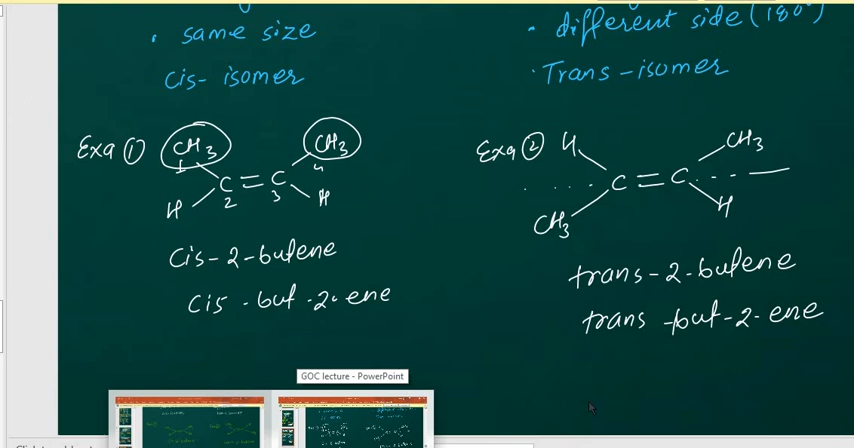 . same size
Cis- isomer
Exa ① CH3 CH3
1 4
C = C
H 2 3 H
Cis-2-butene
Cis-but-2-ene
. different side (180°)
. Trans-isomer
Exa ② H CH3
C = C
CH3 H
trans-2-butene
trans-but-2-ene
GOC lecture - PowerPoint